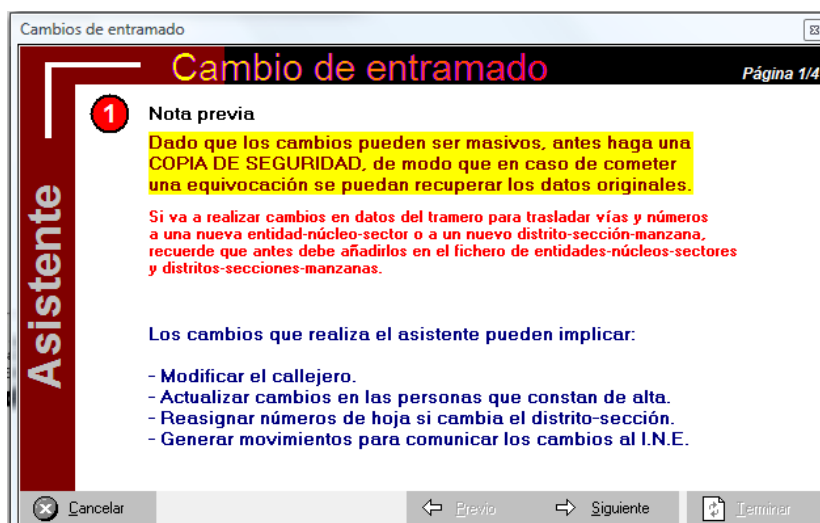 Cambios de entramado
Cambio de entramado
Página 1/4
Asistente
1
Nota previa
Dado que los cambios pueden ser masivos, antes haga una
COPIA DE SEGURIDAD, de modo que en caso de cometer
una equivocación se puedan recuperar los datos originales.
Si va a realizar cambios en datos del tramero para trasladar vías y números
a una nueva entidad-núcleo-sector o a un nuevo distrito-sección-manzana,
recuerde que antes debe añadirlos en el fichero de entidades-núcleos-sectores
y distritos-secciones-manzanas.
Los cambios que realiza el asistente pueden implicar:
- Modificar el callejero.
- Actualizar cambios en las personas que constan de alta.
- Reasignar números de hoja si cambia el distrito-sección.
- Generar movimientos para comunicar los cambios al I.N.E.
Cancelar
Previo
Siguiente
Terminar